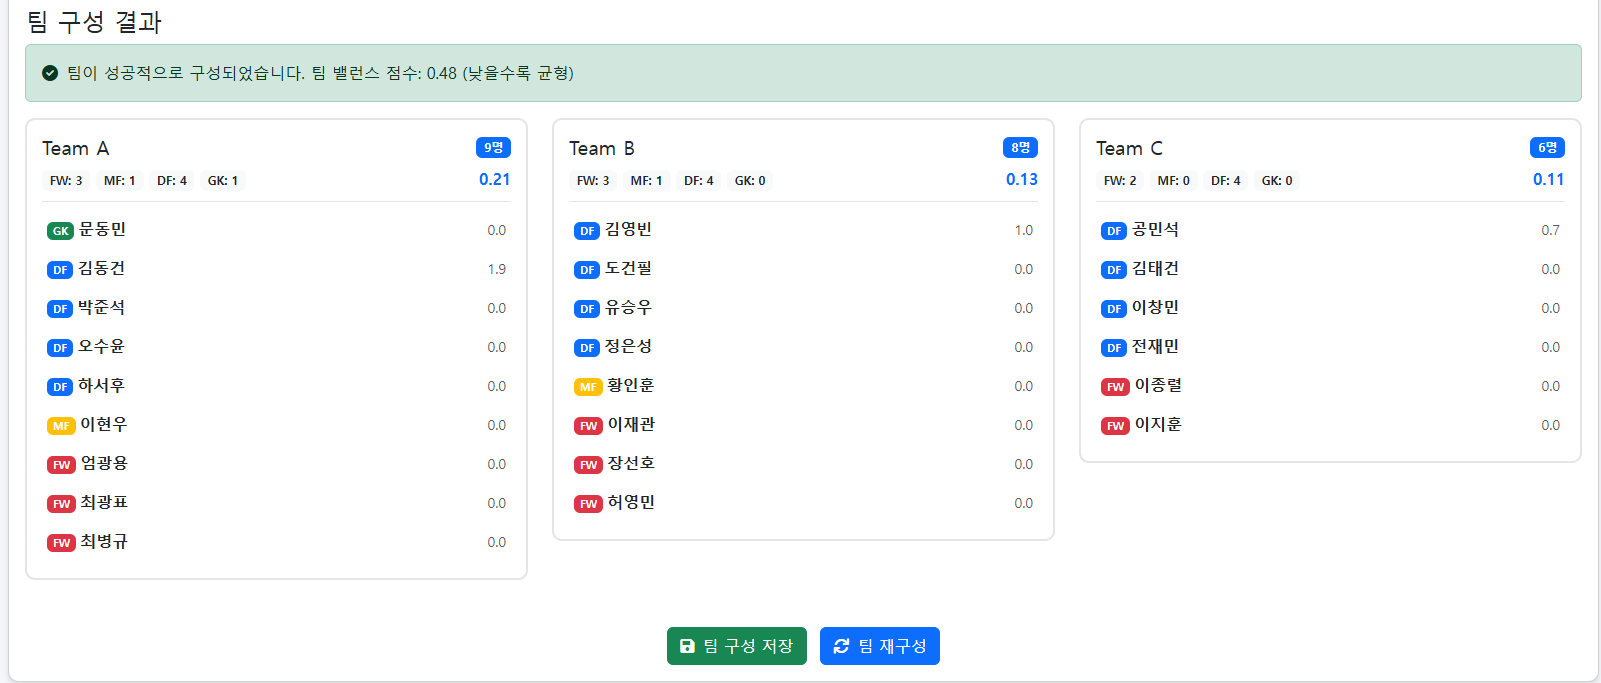 팀 구성 결과
팀이 성공적으로 구성되었습니다. 팀 밸런스 점수: 0.48 (낮을수록 균형)
Team A 9명
FW: 3 MF: 1 DF: 4 GK: 1 0.21
GK 문동민 0.0
DF 김동건 1.9
DF 박준석 0.0
DF 오수윤 0.0
DF 하서후 0.0
MF 이현우 0.0
FW 엄광용 0.0
FW 최광표 0.0
FW 최병규 0.0
Team B 8명
FW: 3 MF: 1 DF: 4 GK: 0 0.13
DF 김영빈 1.0
DF 도건필 0.0
DF 유승우 0.0
DF 정은성 0.0
MF 황인훈 0.0
FW 이재관 0.0
FW 장선호 0.0
FW 허영민 0.0
Team C 6명
FW: 2 MF: 0 DF: 4 GK: 0 0.11
DF 공민석 0.7
DF 김태건 0.0
DF 이창민 0.0
DF 전재민 0.0
FW 이종렬 0.0
FW 이지훈 0.0
팀 구성 저장 팀 재구성